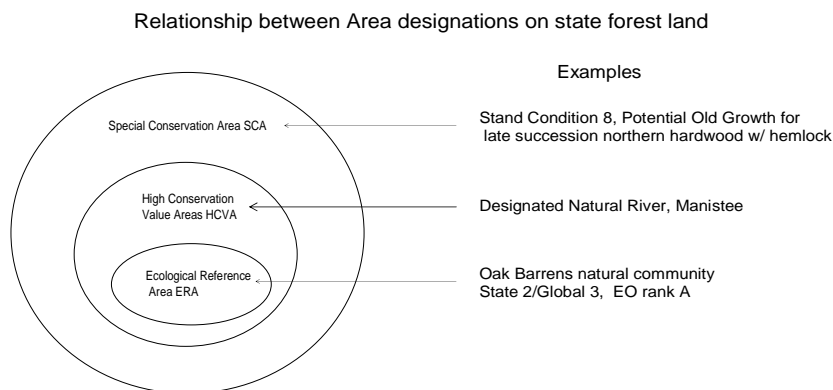 Relationship between Area designations on state forest land
Examples
Special Conservation Area SCA
Stand Condition 8, Potential Old Growth for
late succession northern hardwood w/ hemlock
High Conservation
Value Areas HCVA
Designated Natural River, Manistee
Ecological Reference
Area ERA
Oak Barrens natural community
State 2/Global 3, EO rank A